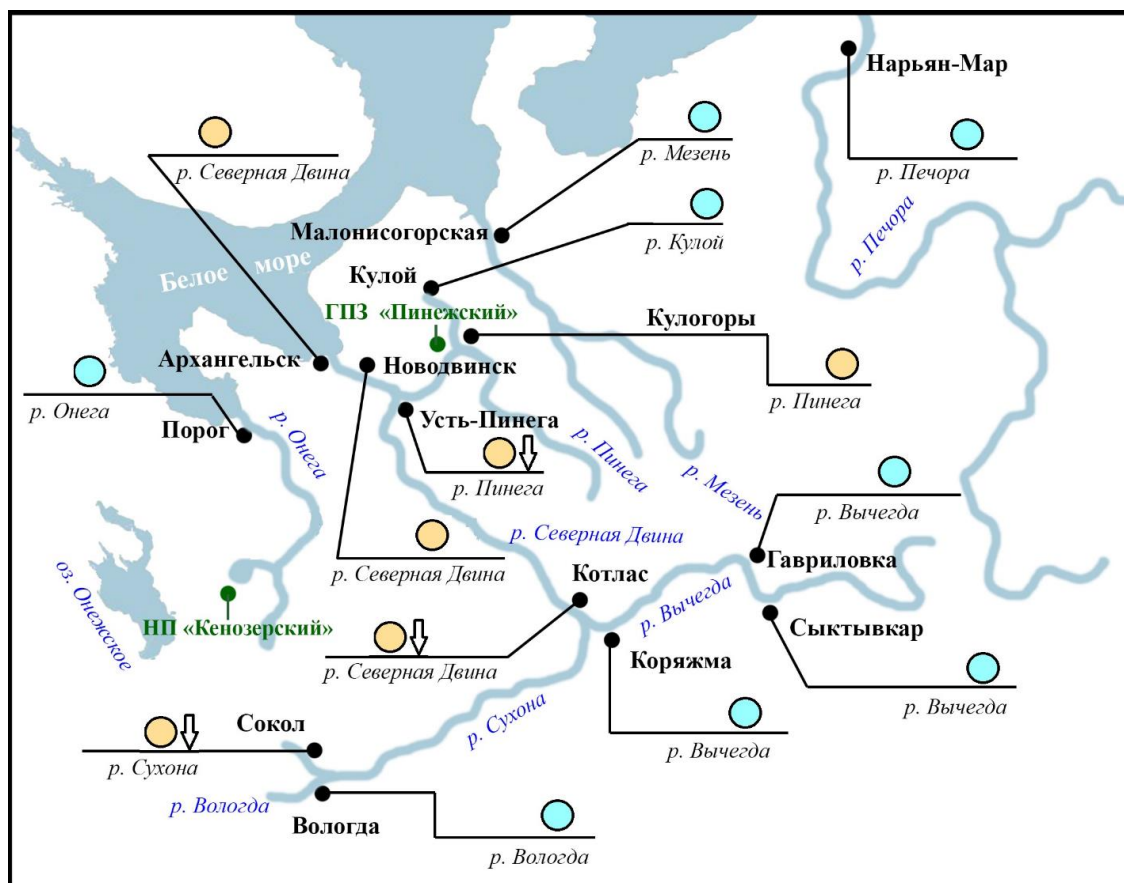 Нарьян-Мар
р. Печора
р. Печора
р. Северная Двина
р. Мезень
Малонисогорская
р. Кулой
Белое море
Кулой
ГПЗ «Пинежский»
Кулогоры
р. Пинега
Архангельск
Новодвинск
р. Онега
Порог
р. Онега
Усть-Пинега
р. Пинега
р. Пинега
р. Мезень
р. Вычегда
р. Северная Двина
Гавриловка
р. Северная Двина
Котлас
р. Вычегда
оз. Онежское
НП «Кенозерский»
Сыктывкар
р. Северная Двина
Коряжма
р. Вычегда
Сокол
р. Сухона
р. Сухона
р. Вычегда
р. Вологда
Вологда
р. Вологда